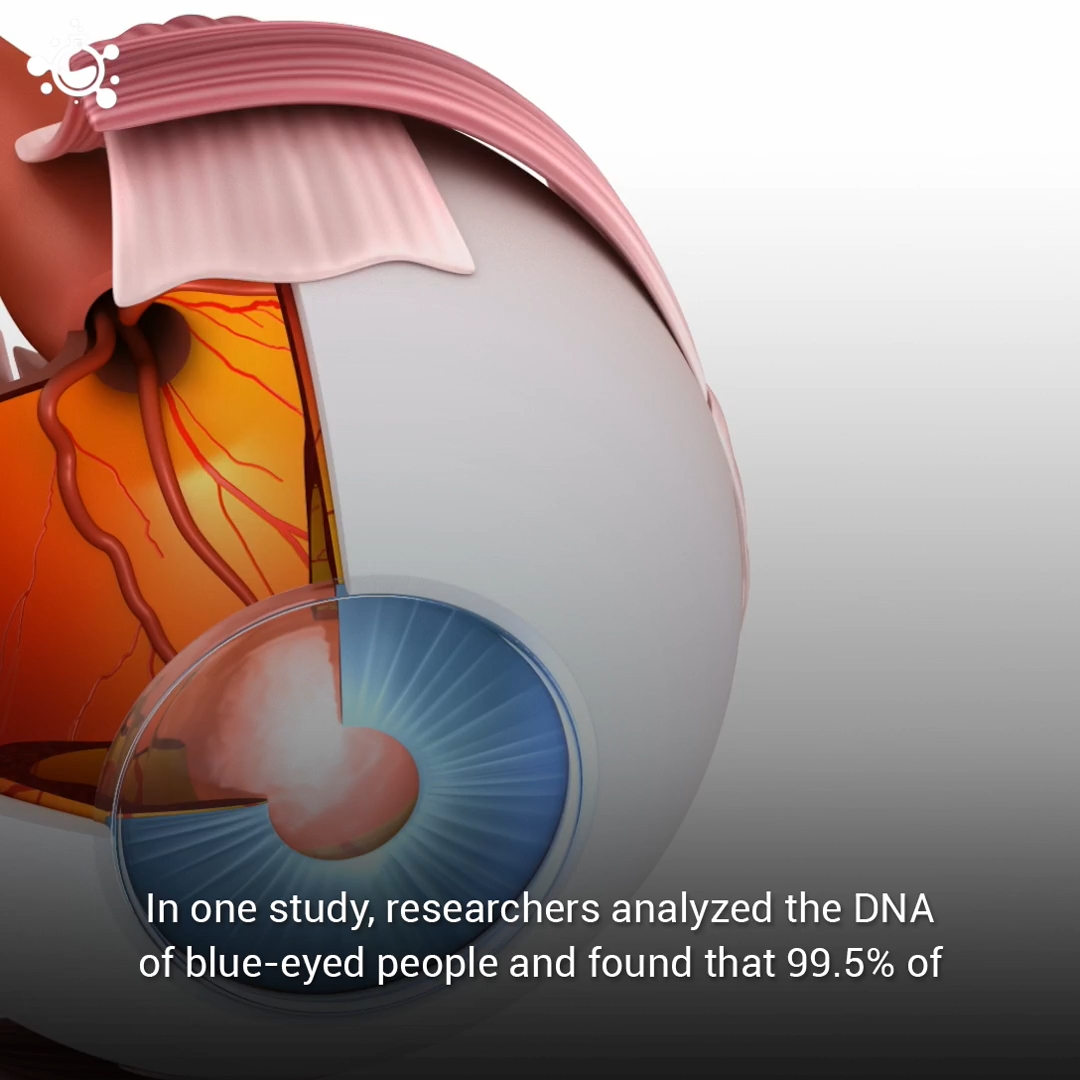 In one study, researchers analyzed the DNA
of blue-eyed people and found that 99.5% of